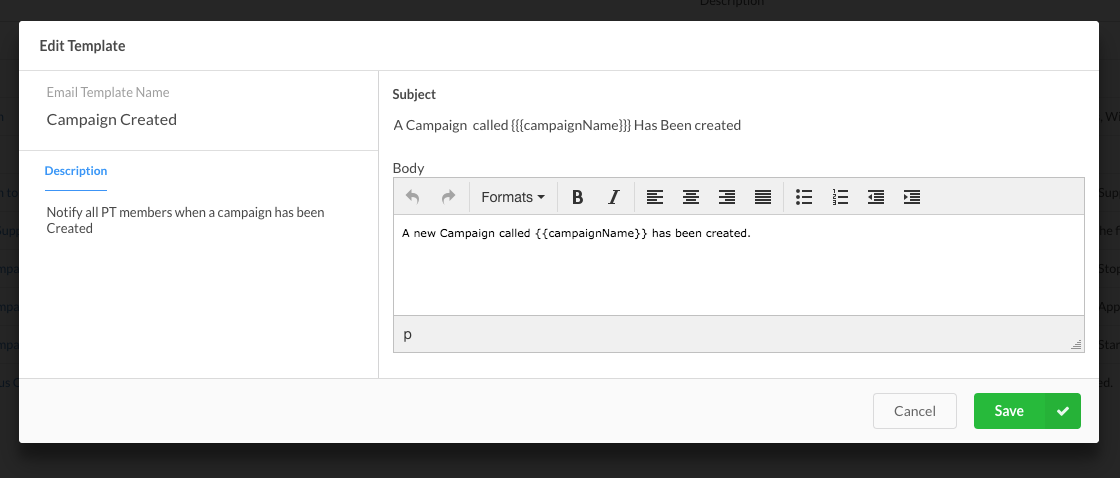 Description
Edit Template
Email Template Name
Campaign Created
Description
Notify all PT members when a campaign has been
Created
Subject
A Campaign  called {{{campaignName}}} Has Been created
Body
Formats
B I
A new Campaign called {{campaignName}} has been created.
p
Cancel
Save